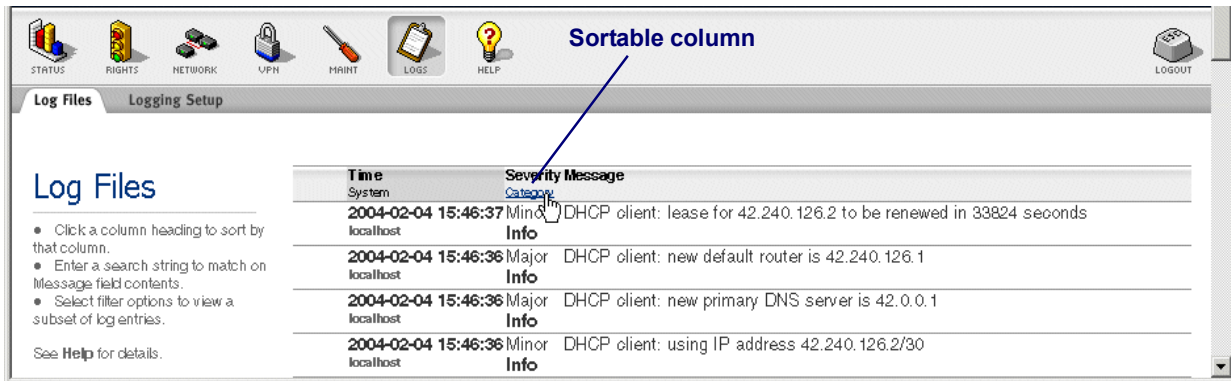 Sortable column
STATUS RIGHTS NETWORK VPN MAINT LOGS HELP LOGOUT
Log Files Logging Setup
Log Files
• Click a column heading to sort by
that column.
• Enter a search string to match on
Message field contents.
• Select filter options to view a
subset of log entries.
See Help for details.
Time Severity Message
System Category
2004-02-04 15:46:37 Minor DHCP client: lease for 42.240.126.2 to be renewed in 33824 seconds
localhost Info
2004-02-04 15:46:36 Major DHCP client: new default router is 42.240.126.1
localhost Info
2004-02-04 15:46:36 Major DHCP client: new primary DNS server is 42.0.0.1
localhost Info
2004-02-04 15:46:36 Minor DHCP client: using IP address 42.240.126.2/30
localhost Info